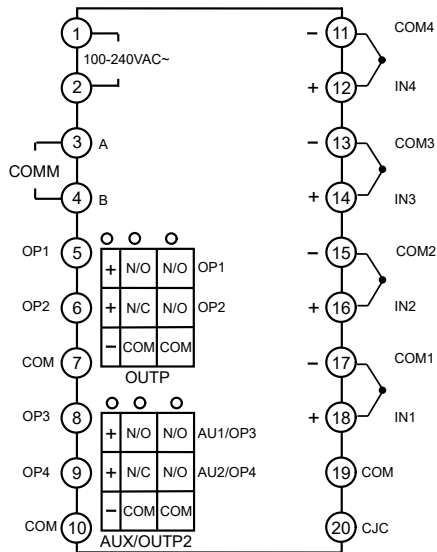 1
100-240VAC~
2
3 A
COMM
4 B
OP1 5
+ N/O N/O OP1
OP2 6
+ N/C N/O OP2
COM 7
− COM COM
OUTP
OP3 8
+ N/O N/O AU1/OP3
OP4 9
+ N/C N/O AU2/OP4
COM 10
− COM COM
AUX/OUTP2
− 11 COM4
+ 12 IN4
− 13 COM3
+ 14 IN3
− 15 COM2
+ 16 IN2
− 17 COM1
+ 18 IN1
19 COM
20 CJC